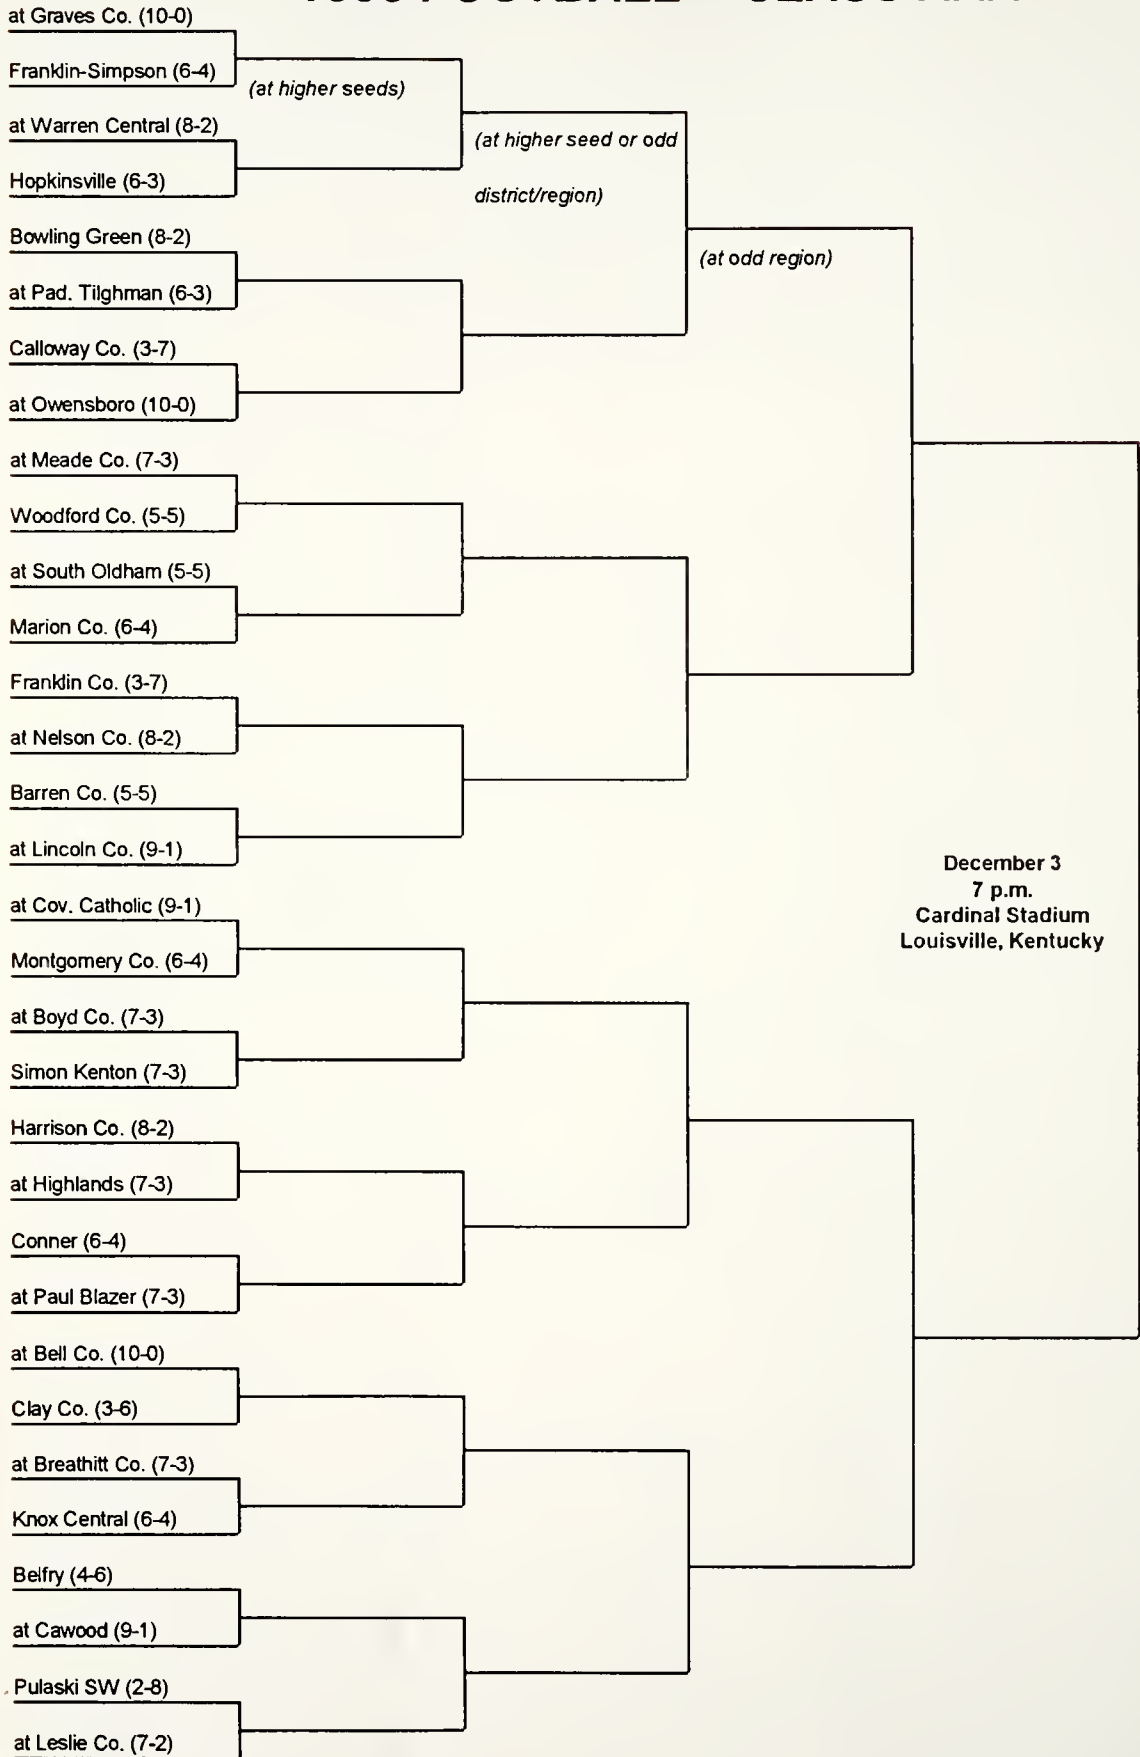 at Graves Co. (10-0)
Franklin-Simpson (6-4)
(at higher seeds)
at Warren Central (8-2)
(at higher seed or odd
district/region)
Hopkinsville (6-3)
Bowling Green (8-2)
(at odd region)
at Pad. Tilghman (6-3)
Calloway Co. (3-7)
at Owensboro (10-0)
at Meade Co. (7-3)
Woodford Co. (5-5)
at South Oldham (5-5)
Marion Co. (6-4)
Franklin Co. (3-7)
at Nelson Co. (8-2)
Barren Co. (5-5)
at Lincoln Co. (9-1)
December 3
7 p.m.
Cardinal Stadium
Louisville, Kentucky
at Cov. Catholic (9-1)
Montgomery Co. (6-4)
at Boyd Co. (7-3)
Simon Kenton (7-3)
Harrison Co. (8-2)
at Highlands (7-3)
Conner (6-4)
at Paul Blazer (7-3)
at Bell Co. (10-0)
Clay Co. (3-6)
at Breathitt Co. (7-3)
Knox Central (6-4)
Belfry (4-6)
at Cawood (9-1)
Pulaski SW (2-8)
at Leslie Co. (7-2)